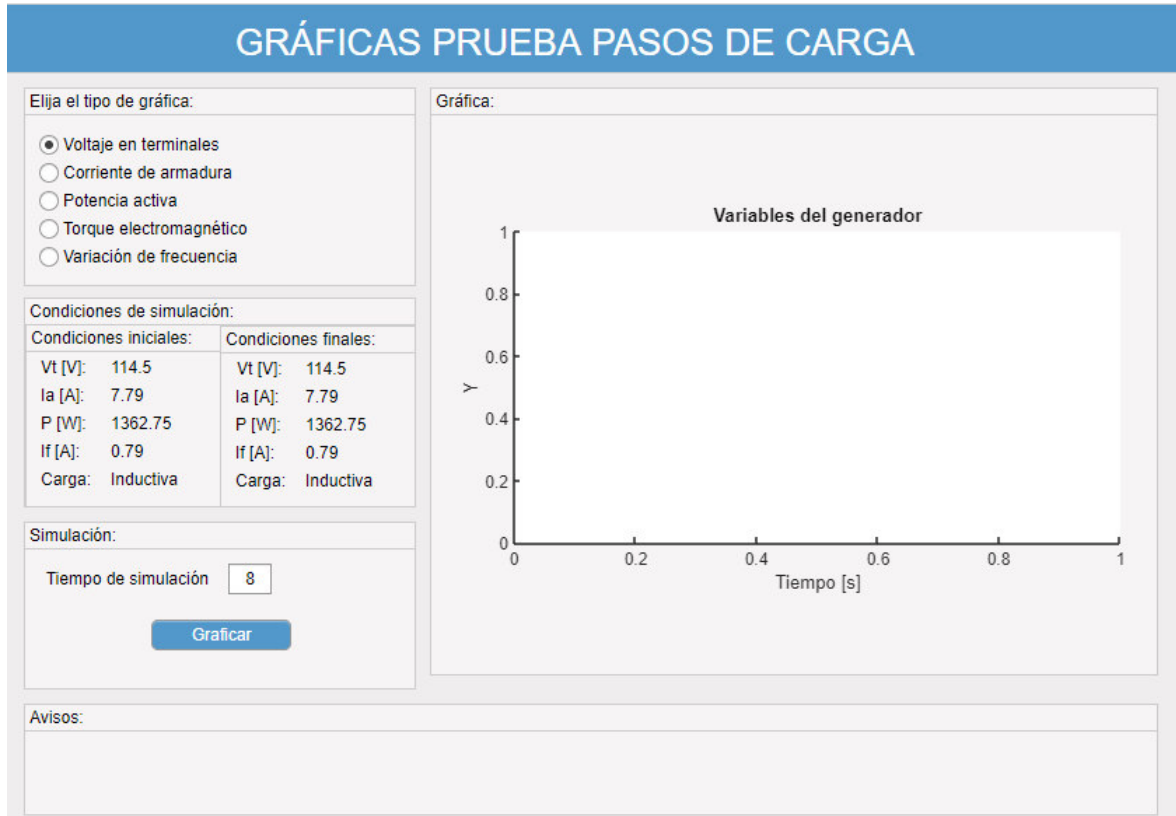 GRÁFICAS PRUEBA PASOS DE CARGA
Elija el tipo de gráfica:
Voltaje en terminales
Corriente de armadura
Potencia activa
Torque electromagnético
Variación de frecuencia
Condiciones de simulación:
Condiciones iniciales:
Vt [V]: 114.5
Ia [A]: 7.79
P [W]: 1362.75
If [A]: 0.79
Carga: Inductiva
Condiciones finales:
Vt [V]: 114.5
Ia [A]: 7.79
P [W]: 1362.75
If [A]: 0.79
Carga: Inductiva
Simulación:
Tiempo de simulación 8
Graficar
Gráfica:
Variables del generador
1
0.8
0.6
Y
0.4
0.2
0
0 0.2 0.4 0.6 0.8 1
Tiempo [s]
Avisos: